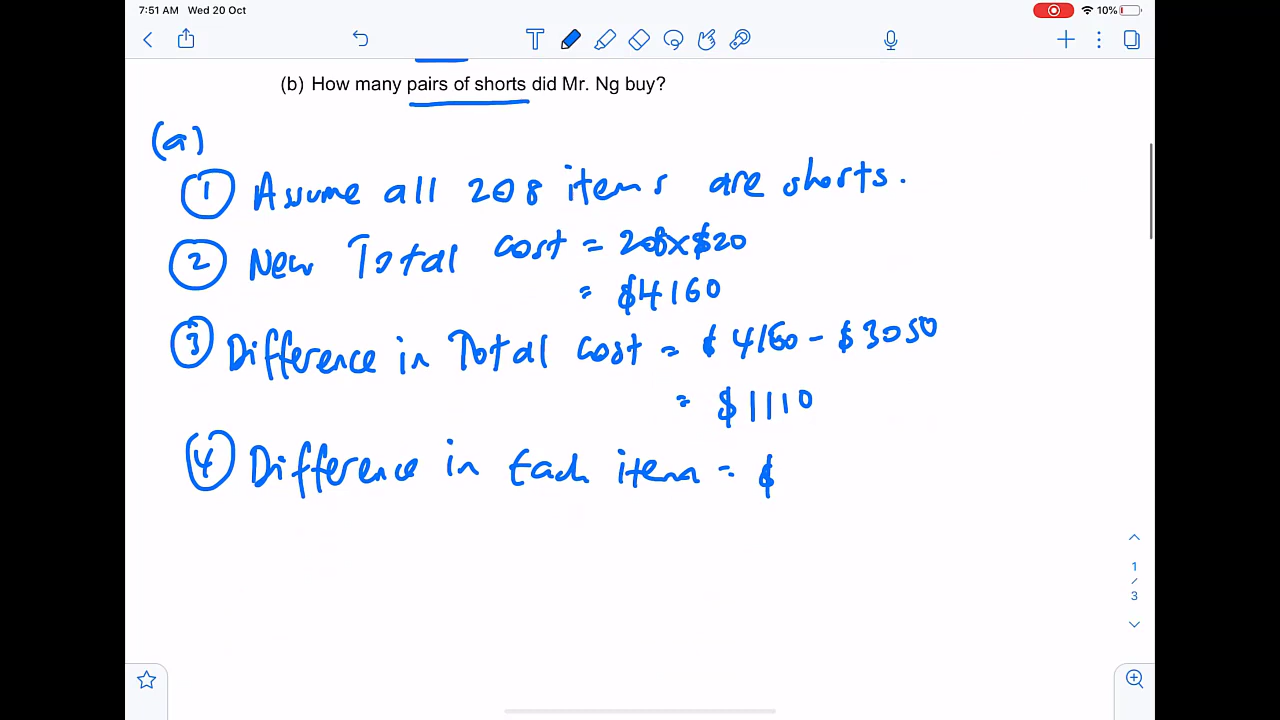 7:51 AM Wed 20 Oct
10%
T
(b) How many pairs of shorts did Mr. Ng buy?
(a)
① Assume all 208 items are shorts.
② New Total cost = 208x$20
= $4160
③ Difference in Total cost = $4160 - $3050
= $1110
④ Difference in Each item = $
1
/
3